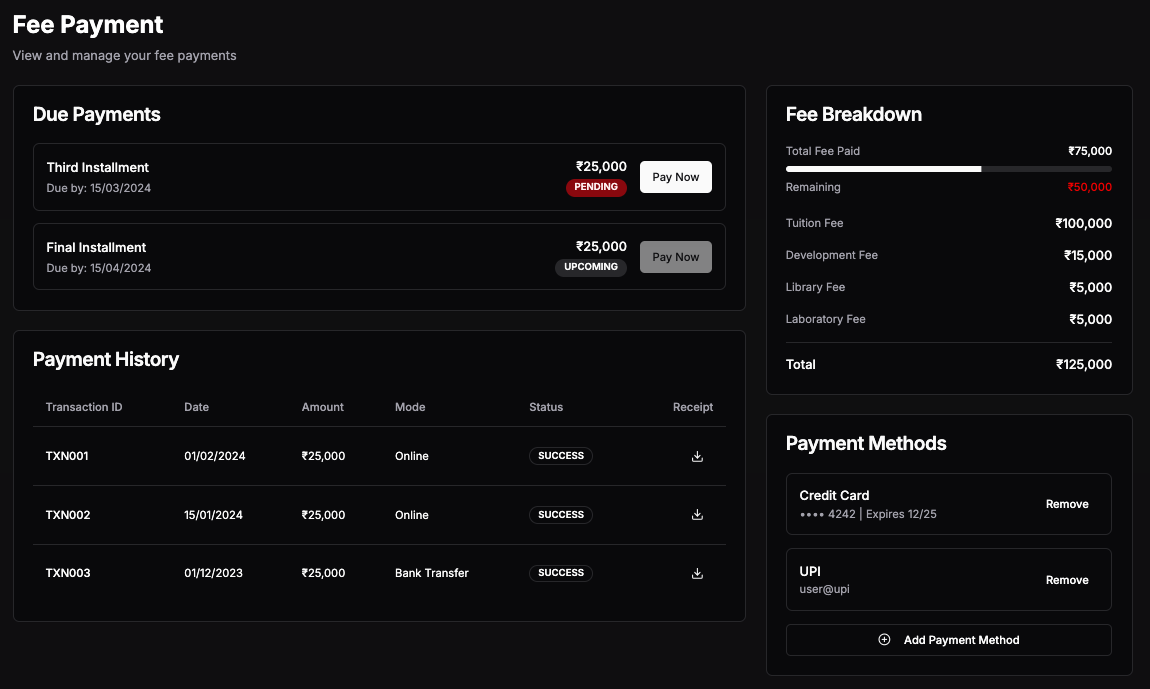 Fee Payment
View and manage your fee payments
Due Payments
Third Installment
Due by: 15/03/2024
₹25,000
PENDING
Pay Now
Final Installment
Due by: 15/04/2024
₹25,000
UPCOMING
Pay Now
Payment History
Transaction ID Date Amount Mode Status Receipt
TXN001 01/02/2024 ₹25,000 Online SUCCESS
TXN002 15/01/2024 ₹25,000 Online SUCCESS
TXN003 01/12/2023 ₹25,000 Bank Transfer SUCCESS
Fee Breakdown
Total Fee Paid ₹75,000
Remaining ₹50,000
Tuition Fee ₹100,000
Development Fee ₹15,000
Library Fee ₹5,000
Laboratory Fee ₹5,000
Total ₹125,000
Payment Methods
Credit Card
•••• 4242 | Expires 12/25
Remove
UPI
user@upi
Remove
Add Payment Method